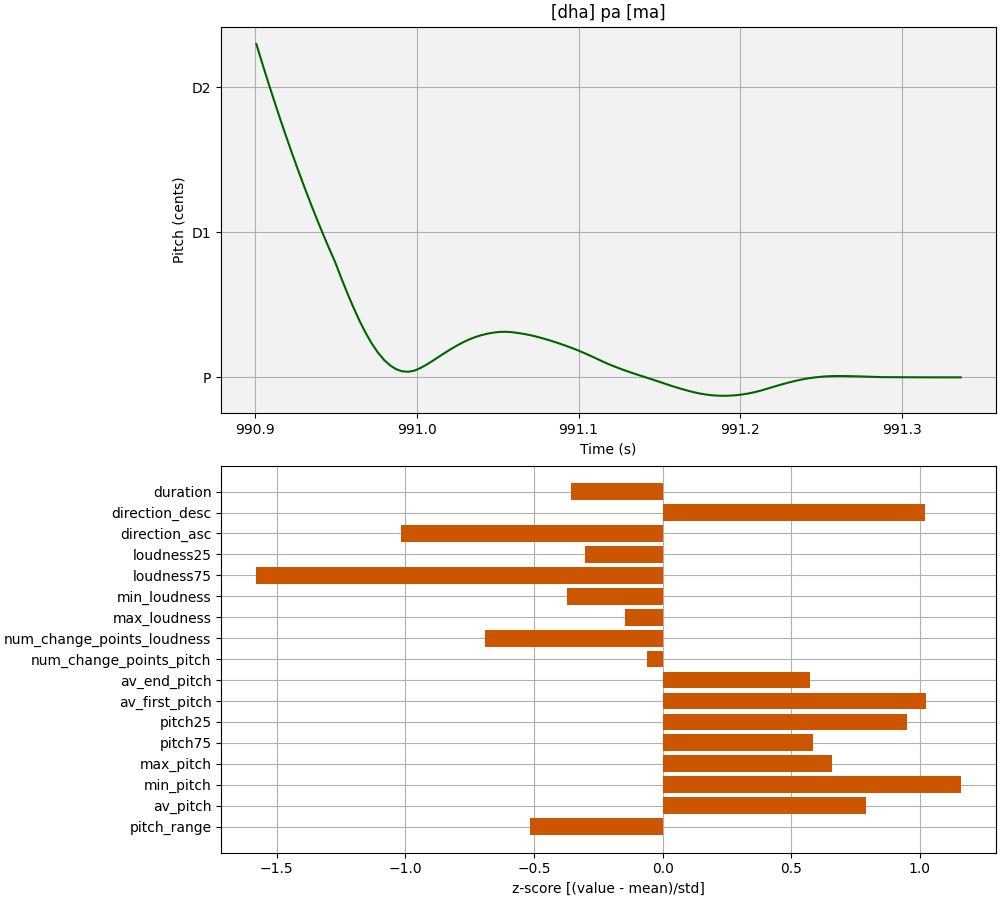 [dha] pa [ma]
D2
D1
P
Pitch (cents)
990.9 991.0 991.1 991.2 991.3
Time (s)
duration
direction_desc
direction_asc
loudness25
loudness75
min_loudness
max_loudness
num_change_points_loudness
num_change_points_pitch
av_end_pitch
av_first_pitch
pitch25
pitch75
max_pitch
min_pitch
av_pitch
pitch_range
−1.5 −1.0 −0.5 0.0 0.5 1.0
z-score [(value - mean)/std]